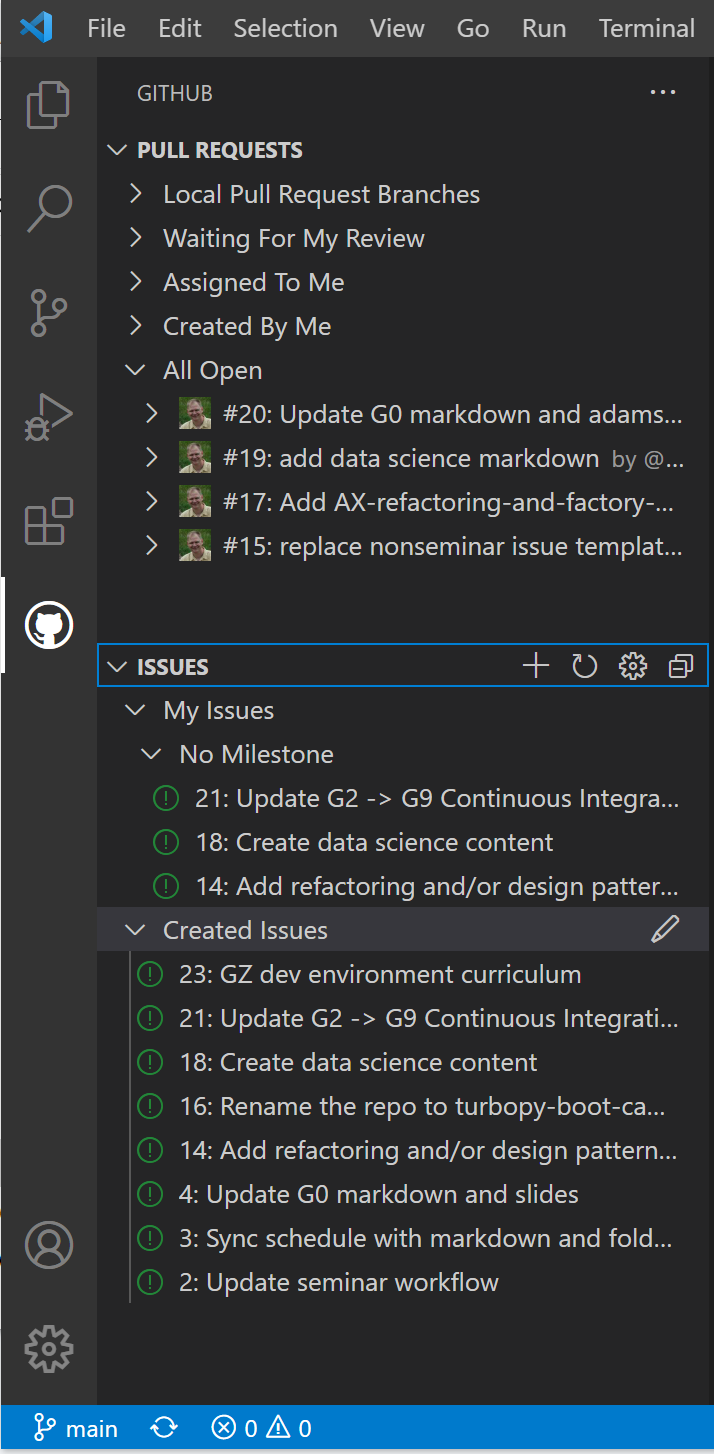 File Edit Selection View Go Run Terminal
GITHUB
PULL REQUESTS
Local Pull Request Branches
Waiting For My Review
Assigned To Me
Created By Me
All Open
#20: Update G0 markdown and adams...
#19: add data science markdown by @...
#17: Add AX-refactoring-and-factory-...
#15: replace nonseminar issue templat...
ISSUES
My Issues
No Milestone
21: Update G2 -> G9 Continuous Integra...
18: Create data science content
14: Add refactoring and/or design patter...
Created Issues
23: GZ dev environment curriculum
21: Update G2 -> G9 Continuous Integrati...
18: Create data science content
16: Rename the repo to turbopy-boot-ca...
14: Add refactoring and/or design pattern...
4: Update G0 markdown and slides
3: Sync schedule with markdown and fold...
2: Update seminar workflow
main 0 0